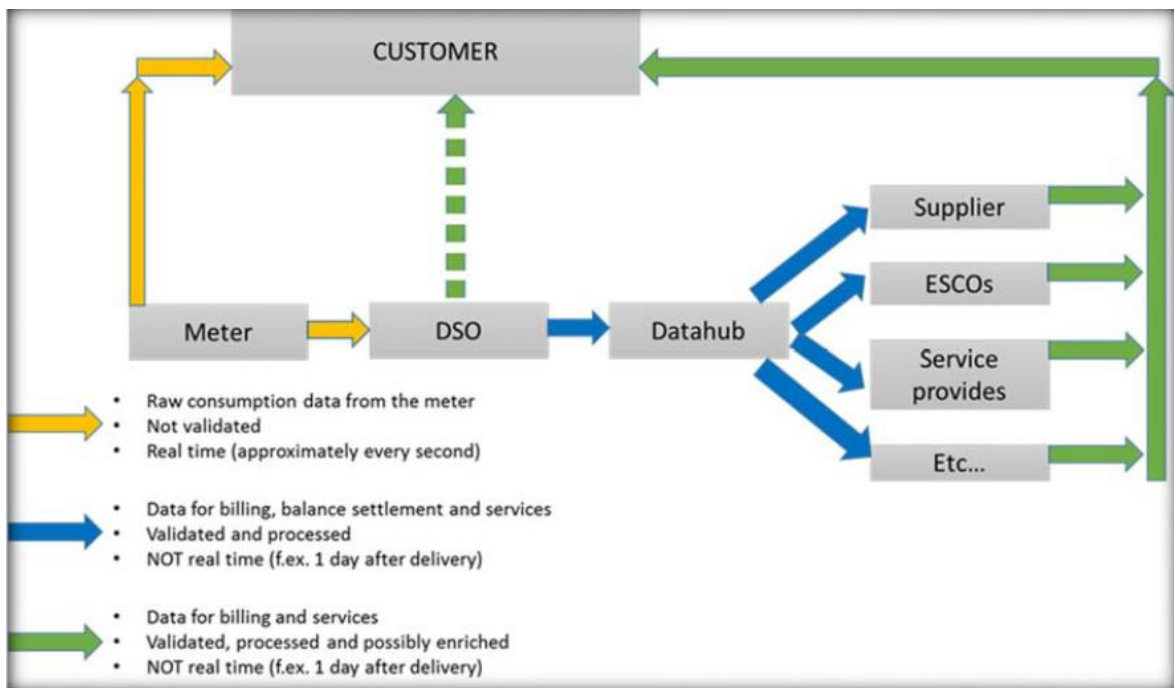 CUSTOMER
Supplier
ESCOs
Meter
DSO
Datahub
Service
provides
Etc...
• Raw consumption data from the meter
• Not validated
• Real time (approximately every second)
• Data for billing, balance settlement and services
• Validated and processed
• NOT real time (f.ex. 1 day after delivery)
• Data for billing and services
• Validated, processed and possibly enriched
• NOT real time (f.ex. 1 day after delivery)